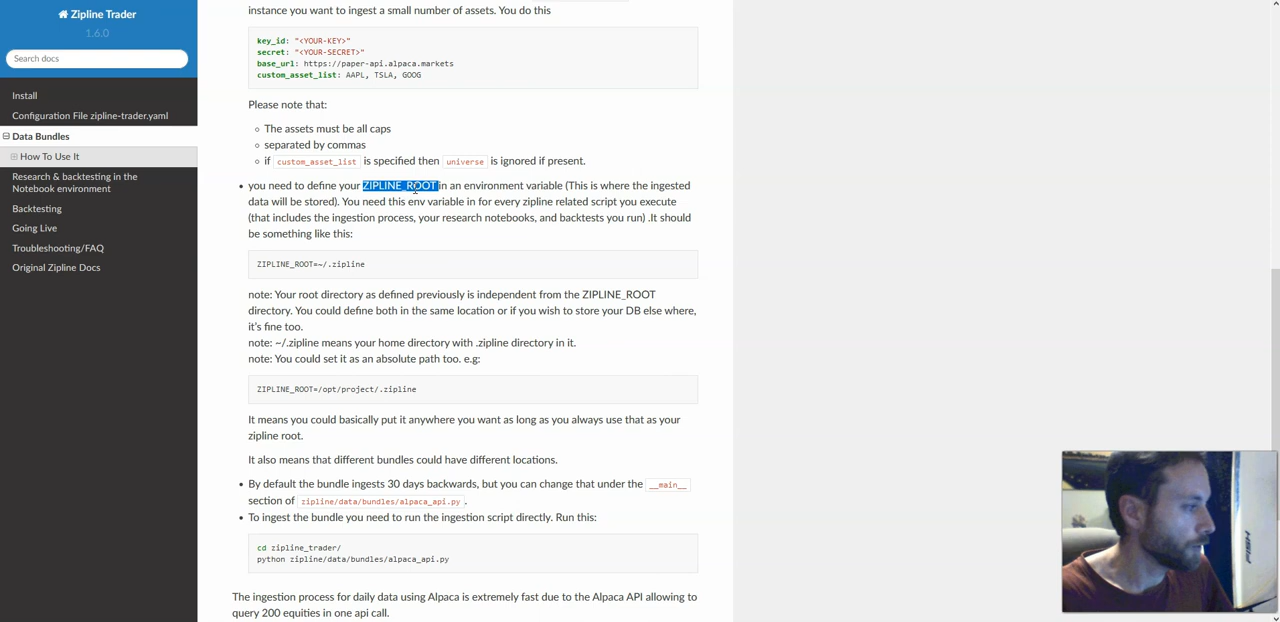 Zipline Trader
1.6.0
Search docs
Install
Configuration File zipline-trader.yaml
Data Bundles
How To Use It
Research & backtesting in the
Notebook environment
Backtesting
Going Live
Troubleshooting/FAQ
Original Zipline Docs
instance you want to ingest a small number of assets. You do this
key_id: "<YOUR-KEY>"
secret: "<YOUR-SECRET>"
base_url: https://paper-api.alpaca.markets
custom_asset_list: AAPL, TSLA, GOOG
Please note that:
The assets must be all caps
separated by commas
if custom_asset_list is specified then universe is ignored if present.
you need to define your ZIPLINE_ROOT in an environment variable (This is where the ingested
data will be stored). You need this env variable in for every zipline related script you execute
(that includes the ingestion process, your research notebooks, and backtests you run) .It should
be something like this:
ZIPLINE_ROOT=~/.zipline
note: Your root directory as defined previously is independent from the ZIPLINE_ROOT
directory. You could define both in the same location or if you wish to store your DB else where,
it's fine too.
note: ~/.zipline means your home directory with .zipline directory in it.
note: You could set it as an absolute path too. e.g:
ZIPLINE_ROOT=/opt/project/.zipline
It means you could basically put it anywhere you want as long as you always use that as your
zipline root.
It also means that different bundles could have different locations.
By default the bundle ingests 30 days backwards, but you can change that under the __main__
section of zipline/data/bundles/alpaca_api.py.
To ingest the bundle you need to run the ingestion script directly. Run this:
cd zipline_trader/
python zipline/data/bundles/alpaca_api.py
The ingestion process for daily data using Alpaca is extremely fast due to the Alpaca API allowing to
query 200 equities in one api call.